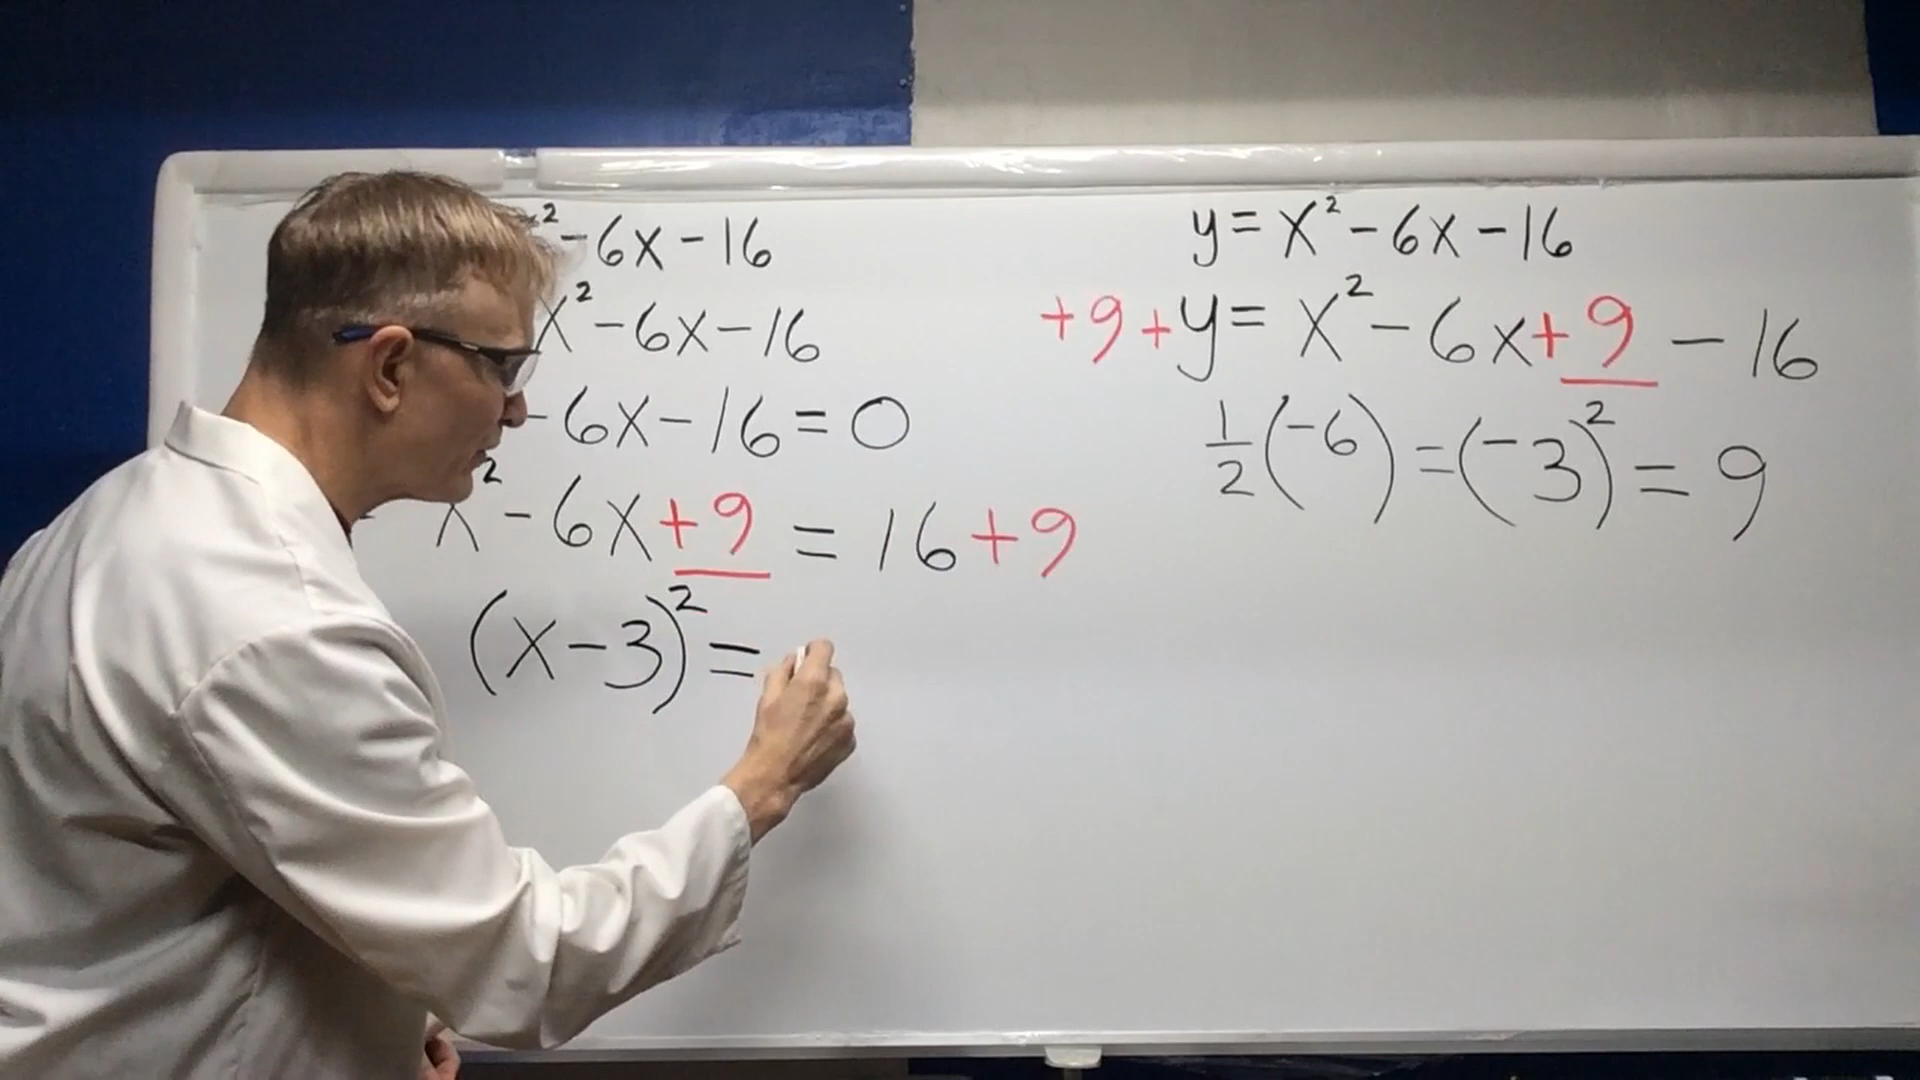 ² - 6x - 16
x² - 6x - 16
- 6x - 16 = 0
x² - 6x + 9 = 16 + 9
(x - 3)² =
y = x² - 6x - 16
+9 + y = x² - 6x + 9 - 16
1/2 (-6) = (-3)² = 9